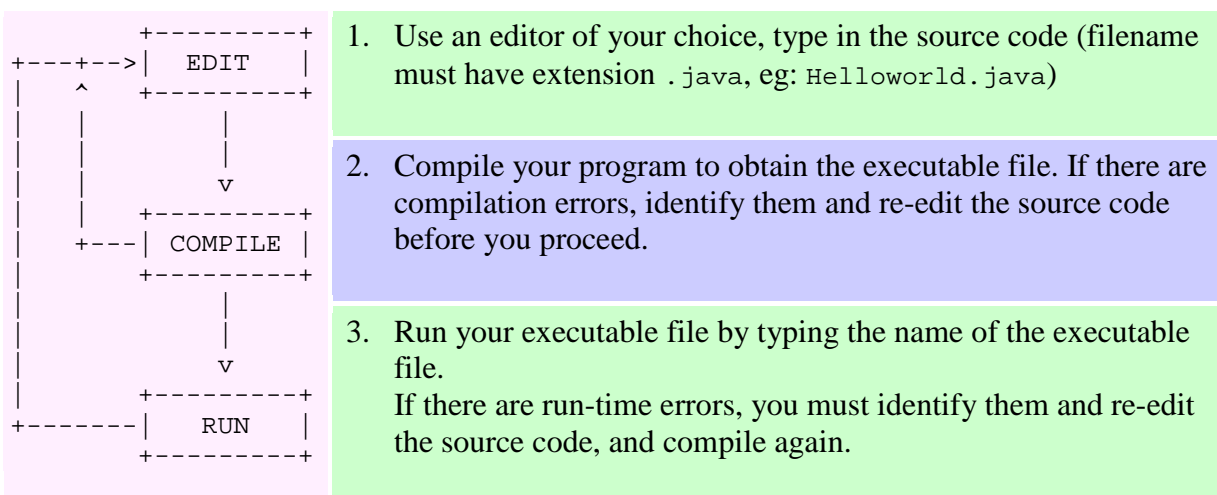 +---------+
+---+-->|  EDIT   |
|   ^   +---------+
|   |        |
|   |        |
|   |        v
|   |   +---------+
|   +---| COMPILE |
|       +---------+
|            |
|            |
|            v
|       +---------+
+-------|   RUN   |
+---------+
1. Use an editor of your choice, type in the source code (filename
must have extension .java, eg: Helloworld.java)
2. Compile your program to obtain the executable file. If there are
compilation errors, identify them and re-edit the source code
before you proceed.
3. Run your executable file by typing the name of the executable
file.
If there are run-time errors, you must identify them and re-edit
the source code, and compile again.